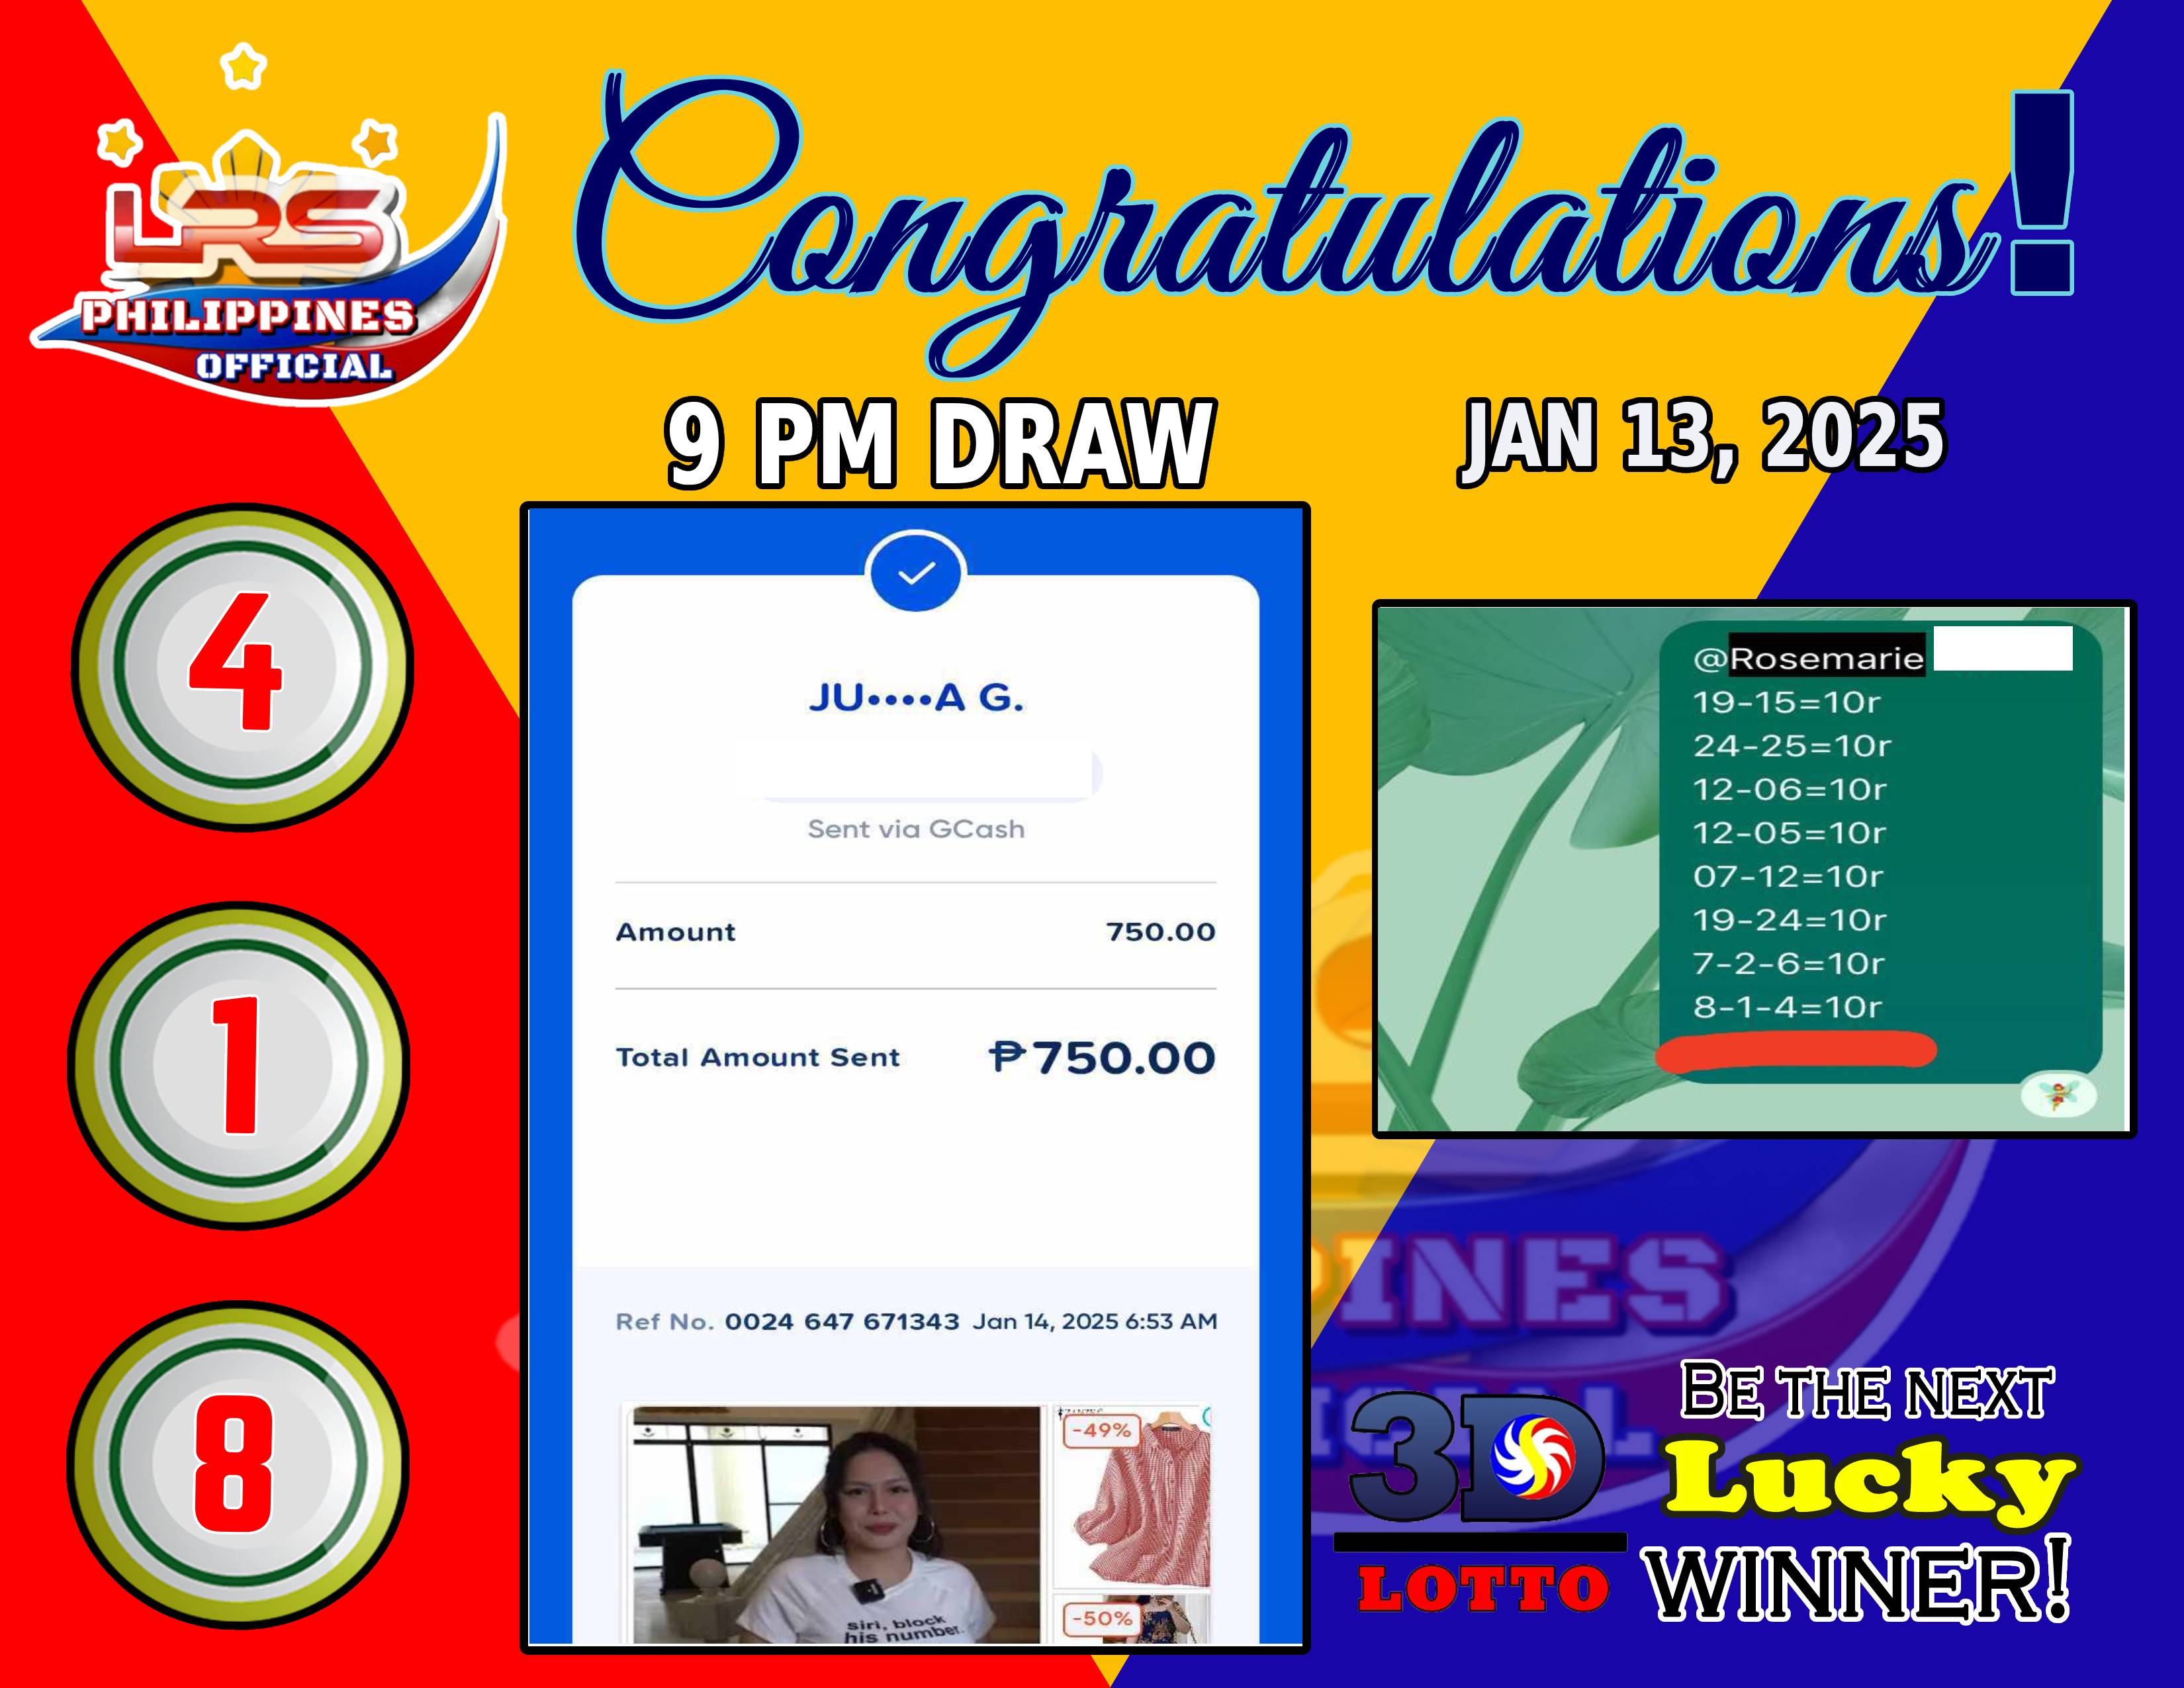 LRS
PHILIPPINES
OFFICIAL
Congratulations!
9 PM DRAW
JAN 13, 2025
4
1
8
JU••••A G.
Sent via GCash
Amount 750.00
Total Amount Sent ₱750.00
Ref No. 0024 647 671343 Jan 14, 2025 6:53 AM
-49%
-50%
siri, block
his number.
@Rosemarie
19-15=10r
24-25=10r
12-06=10r
12-05=10r
07-12=10r
19-24=10r
7-2-6=10r
8-1-4=10r
PINES
ICIAL
3D
LOTTO
BE THE NEXT
Lucky
WINNER!